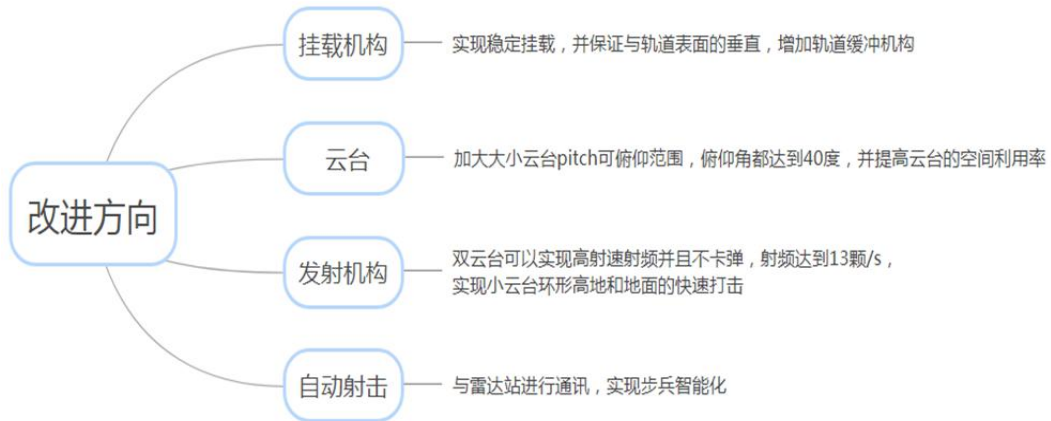 改进方向
挂载机构
实现稳定挂载，并保证与轨道表面的垂直，增加轨道缓冲机构
云台
加大大小云台pitch可俯仰范围，俯仰角都达到40度，并提高云台的空间利用率
发射机构
双云台可以实现高射速射频并且不卡弹，射频达到13颗/s，
实现小云台环形高地和地面的快速打击
自动射击
与雷达站进行通讯，实现步兵智能化